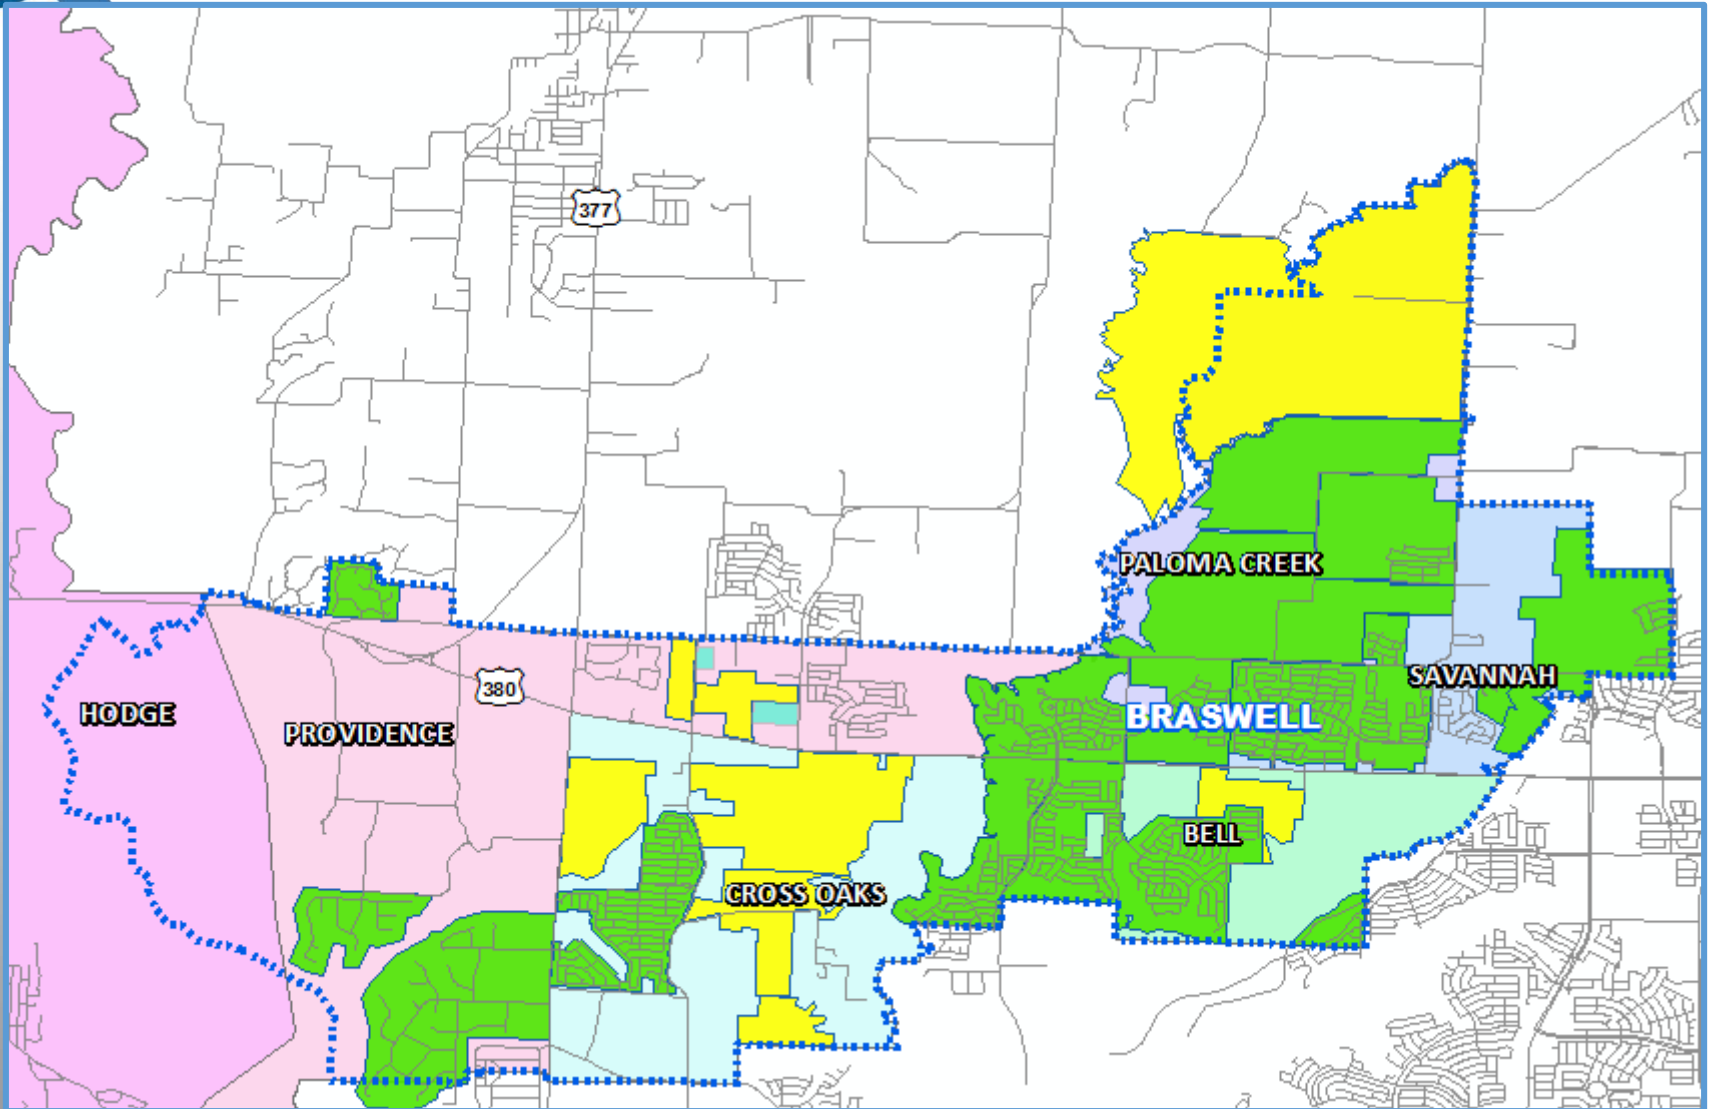 377
PALOMA CREEK
SAVANNAH
380
HODGE
PROVIDENCE
BRASWELL
BELL
CROSS OAKS